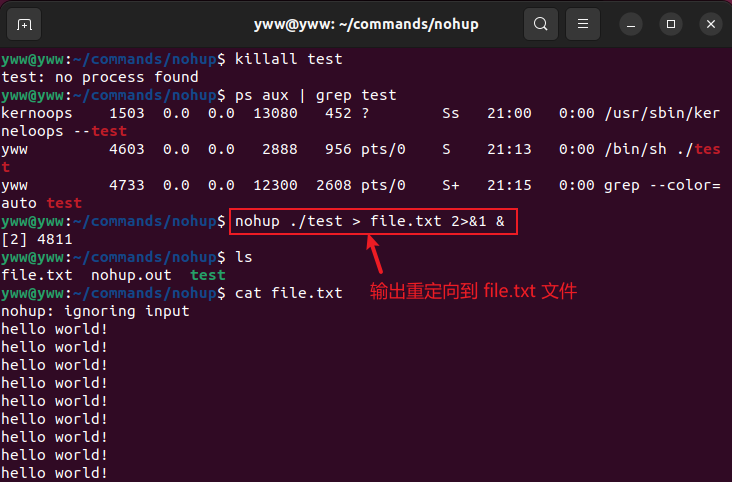 yww@yww: ~/commands/nohup
yww@yww:~/commands/nohup$ killall test
test: no process found
yww@yww:~/commands/nohup$ ps aux | grep test
kernoops    1503  0.0  0.0  13080   452 ?        Ss   21:00   0:00 /usr/sbin/ker
neloops --test
yww         4603  0.0  0.0   2888   956 pts/0    S    21:13   0:00 /bin/sh ./tes
t
yww         4733  0.0  0.0  12300  2608 pts/0    S+   21:15   0:00 grep --color=
auto test
yww@yww:~/commands/nohup$ nohup ./test > file.txt 2>&1 &
[2] 4811
yww@yww:~/commands/nohup$ ls
file.txt  nohup.out  test
yww@yww:~/commands/nohup$ cat file.txt
输出重定向到 file.txt 文件
nohup: ignoring input
hello world!
hello world!
hello world!
hello world!
hello world!
hello world!
hello world!
hello world!
hello world!